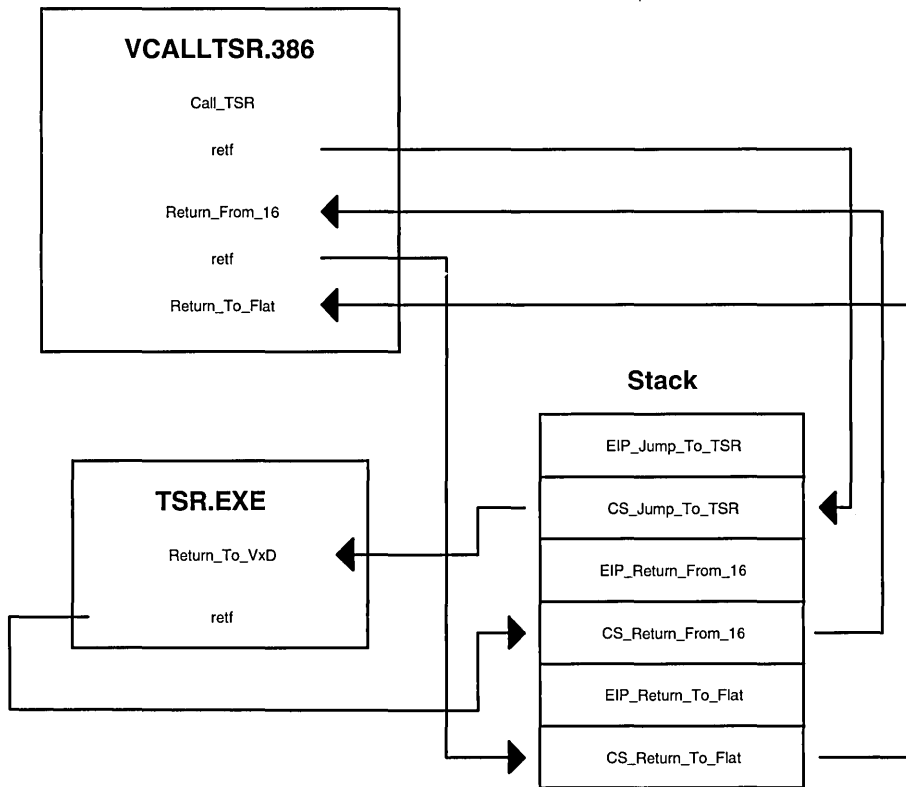 VCALLTSR.386
Call_TSR
retf
Return_From_16
retf
Return_To_Flat
Stack
EIP_Jump_To_TSR
CS_Jump_To_TSR
EIP_Return_From_16
CS_Return_From_16
EIP_Return_To_Flat
CS_Return_To_Flat
TSR.EXE
Return_To_VxD
retf